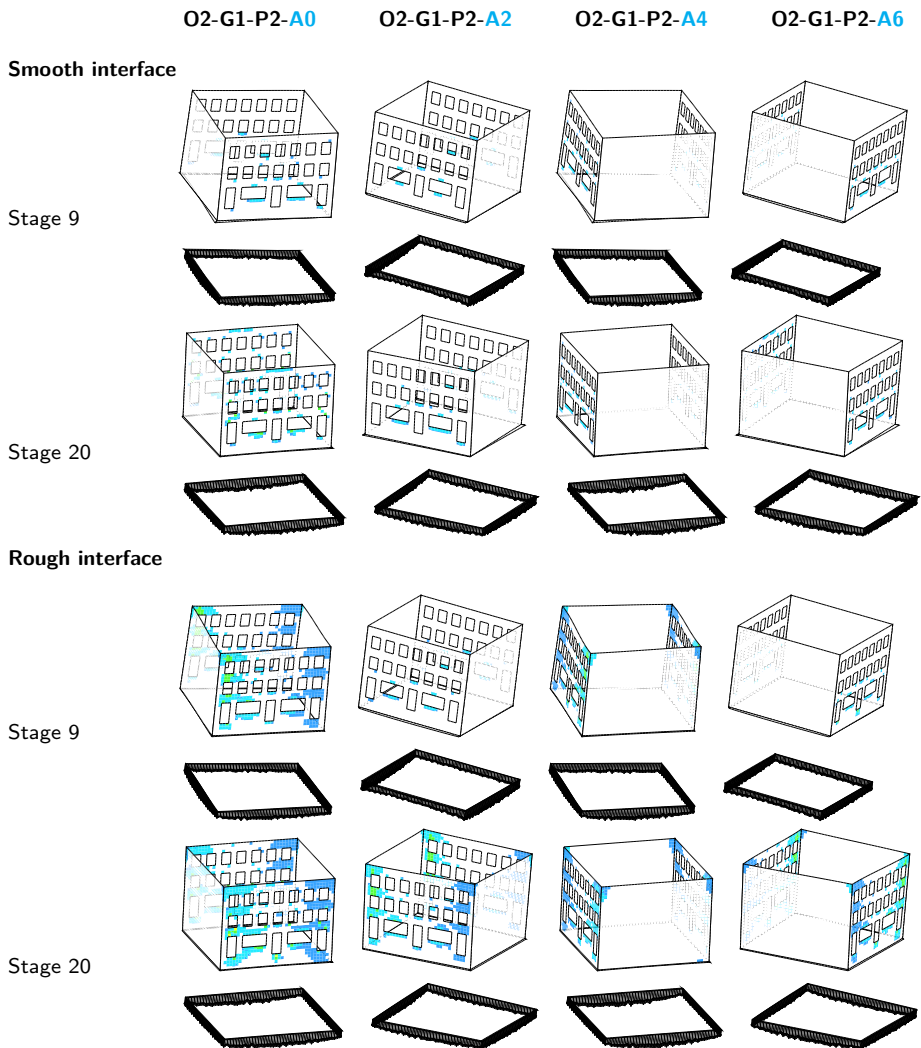 O2-G1-P2-A0 O2-G1-P2-A2 O2-G1-P2-A4 O2-G1-P2-A6
Smooth interface
Stage 9
Stage 20
Rough interface
Stage 9
Stage 20